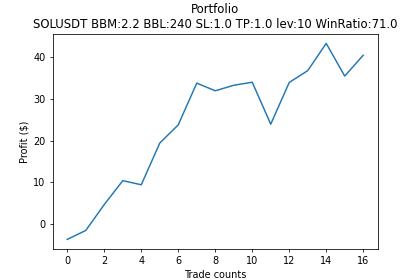 Portfolio
SOLUSDT BBM:2.2 BBL:240 SL:1.0 TP:1.0 lev:10 WinRatio:71.0
40
30
20
10
0
Profit ($)
0 2 4 6 8 10 12 14 16
Trade counts